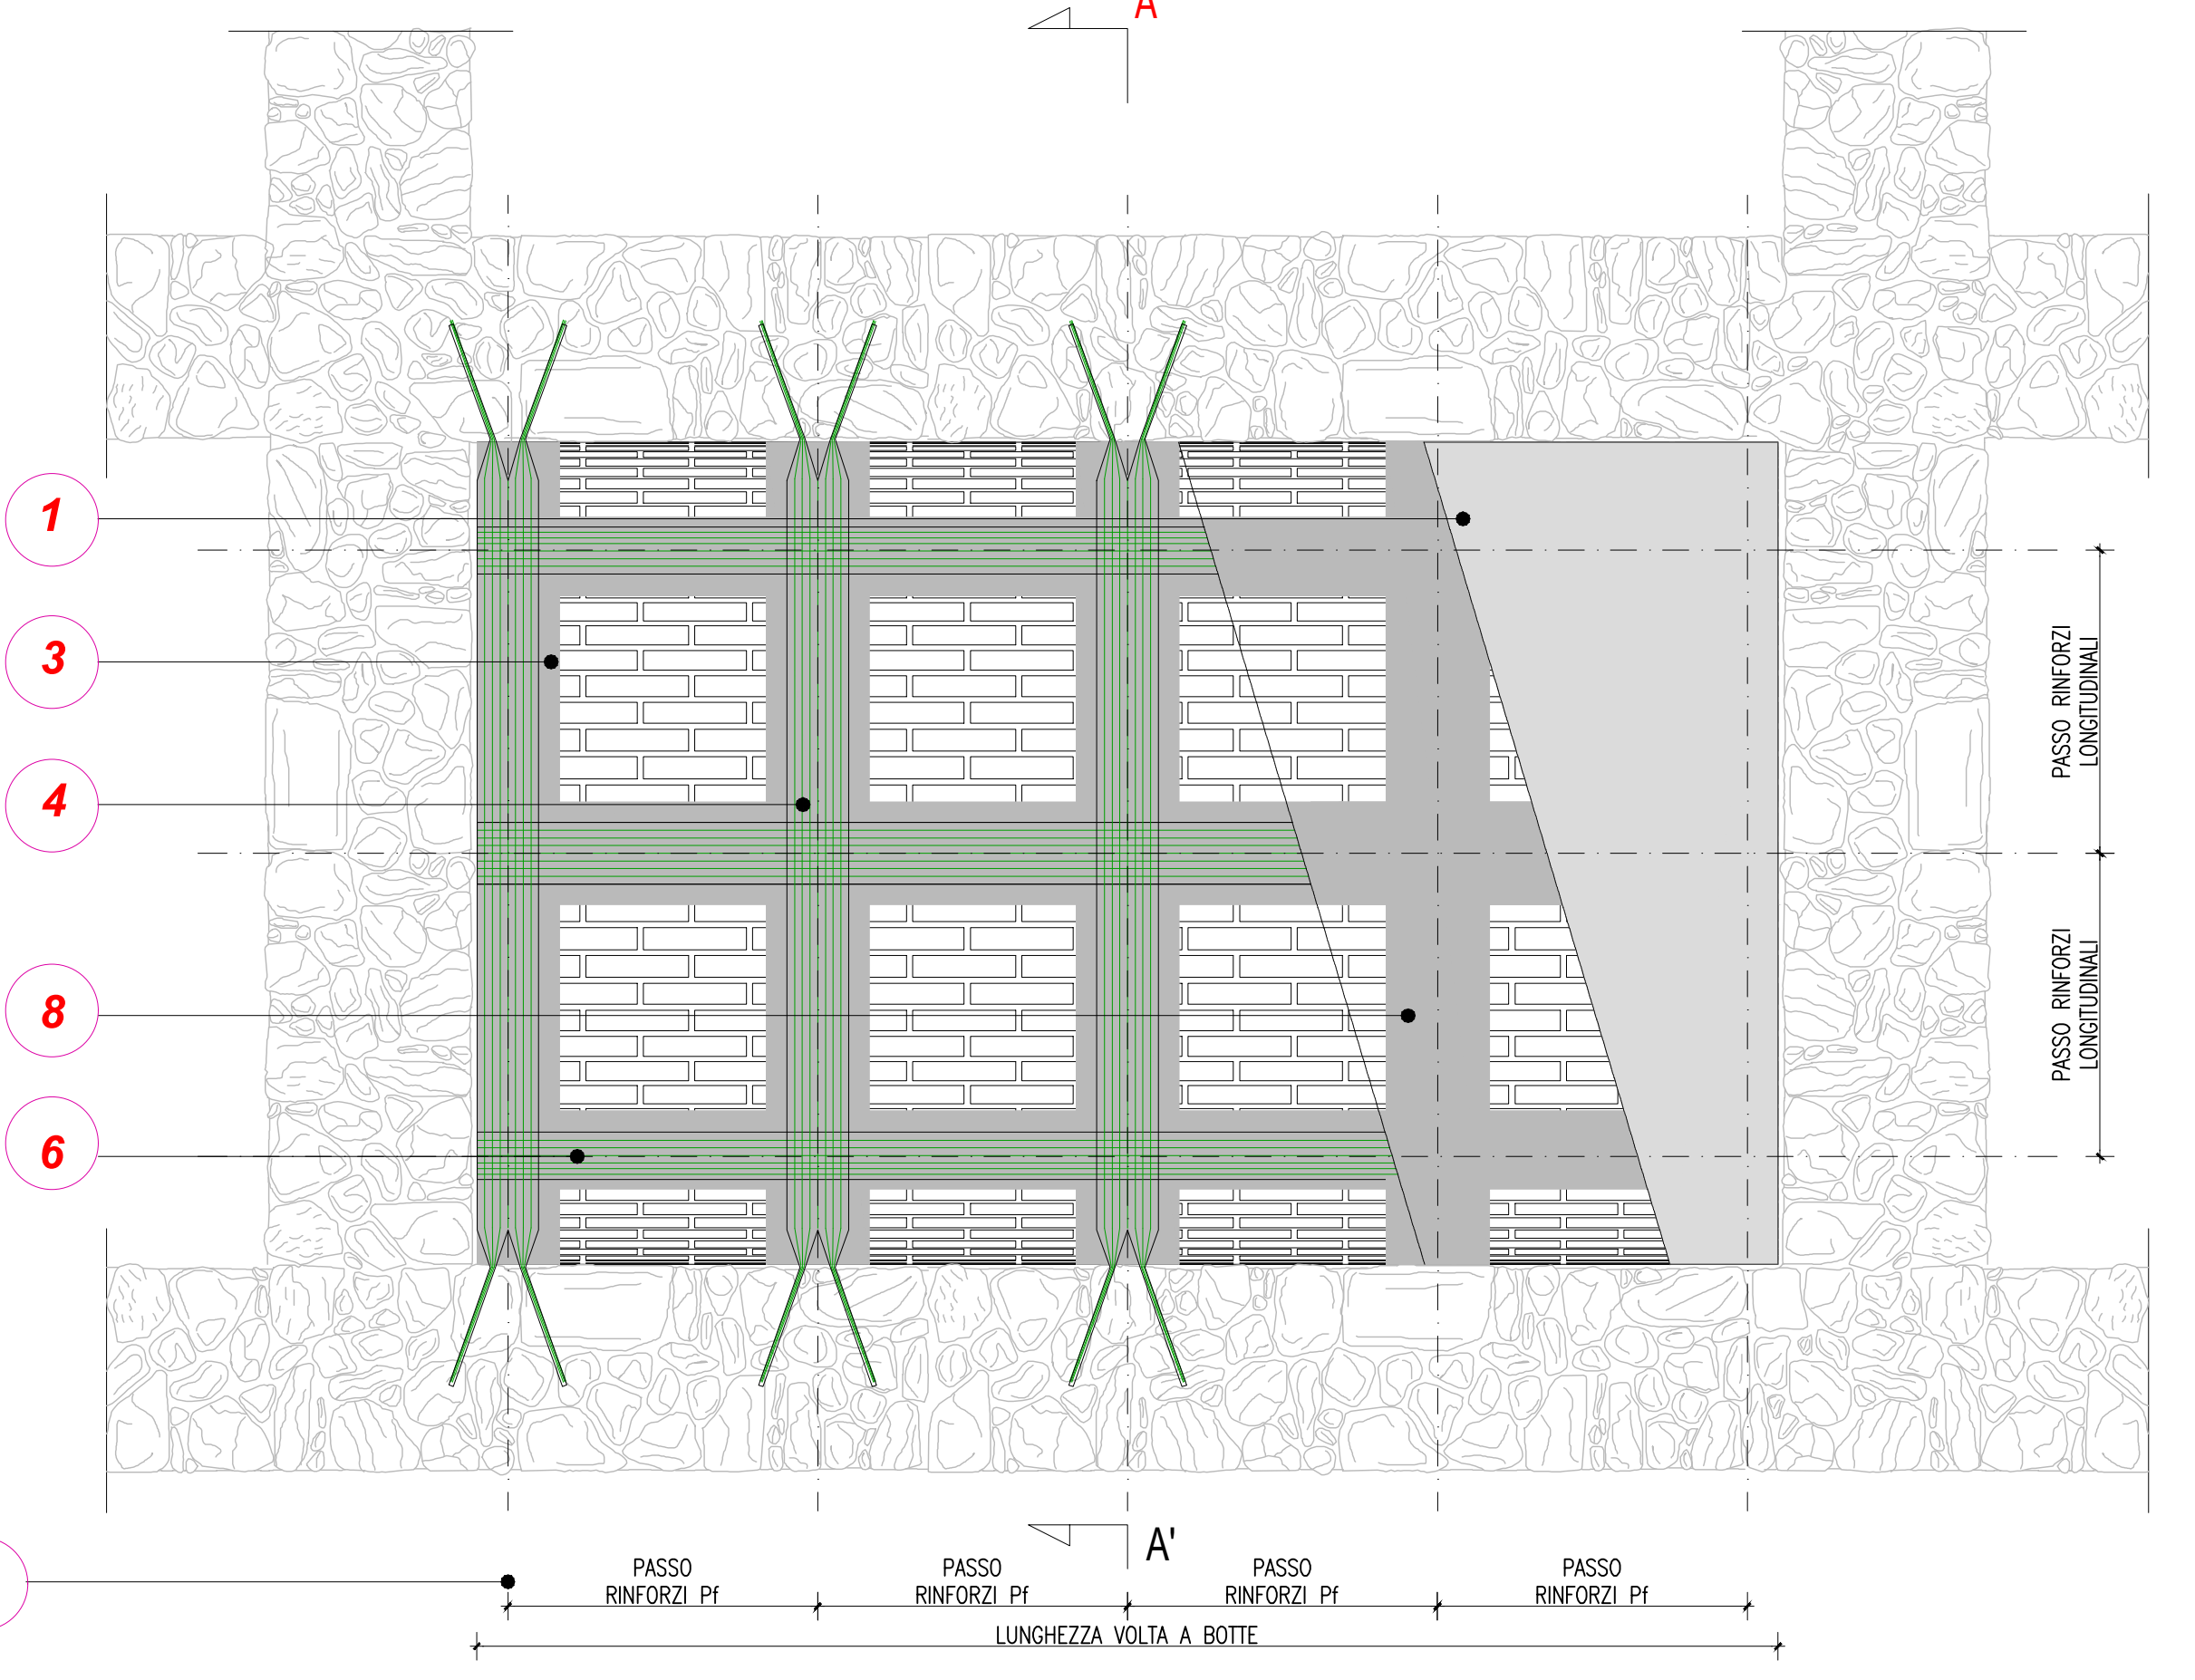 A
1
3
4
8
6
PASSO RINFORZI
LONGITUDINALI
PASSO RINFORZI
LONGITUDINALI
A'
PASSO
RINFORZI Pf
PASSO
RINFORZI Pf
PASSO
RINFORZI Pf
PASSO
RINFORZI Pf
LUNGHEZZA VOLTA A BOTTE